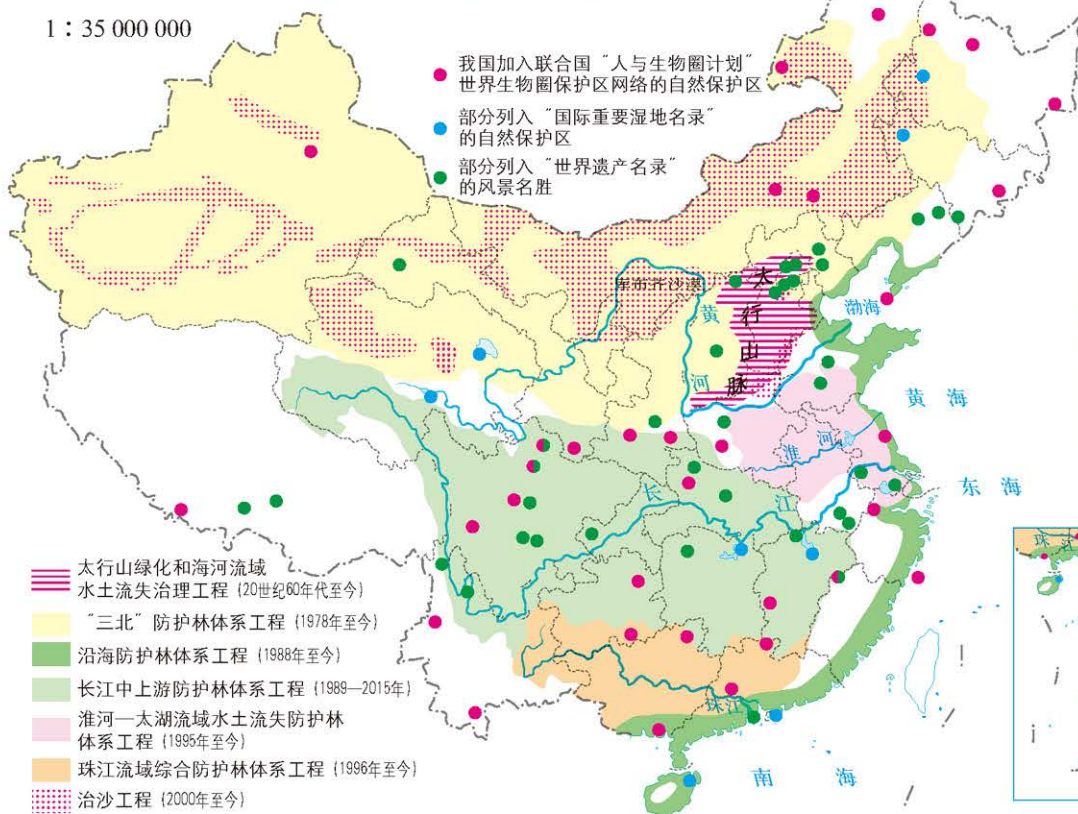 1∶35 000 000
我国加入联合国“人与生物圈计划”
世界生物圈保护区网络的自然保护区
部分列入“国际重要湿地名录”
的自然保护区
部分列入“世界遗产名录”
的风景名胜
库布齐沙漠
黄
河
太
行
山
脉
渤海
黄 海
淮
河
东 海
长
江
珠江
南 海
珠 江
太行山绿化和海河流域
水土流失治理工程 (20世纪60年代至今)
“三北”防护林体系工程 (1978年至今)
沿海防护林体系工程 (1988年至今)
长江中上游防护林体系工程 (1989—2015年)
淮河—太湖流域水土流失防护林
体系工程 (1995年至今)
珠江流域综合防护林体系工程 (1996年至今)
治沙工程 (2000年至今)